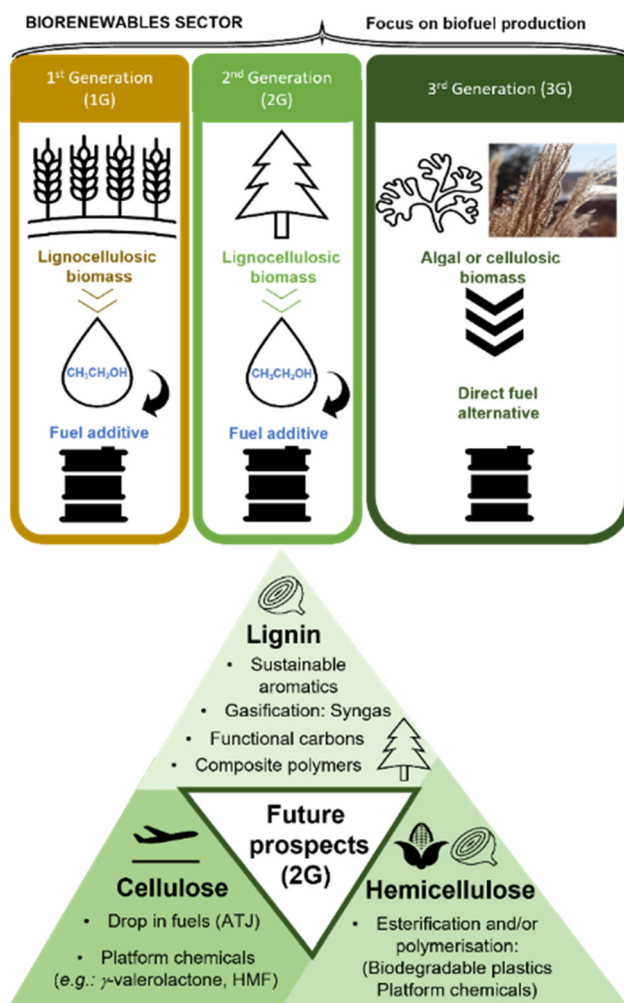 BIORENEWABLES SECTOR
Focus on biofuel production
1st Generation
(1G)
Lignocellulosic
biomass
CH₃CH₂OH
Fuel additive
2nd Generation
(2G)
Lignocellulosic
biomass
CH₃CH₂OH
Fuel additive
3rd Generation (3G)
Algal or cellulosic
biomass
Direct fuel
alternative
Lignin
• Sustainable
aromatics
• Gasification: Syngas
• Functional carbons
• Composite polymers
Future
prospects
(2G)
Cellulose
• Drop in fuels (ATJ)
• Platform chemicals
(e.g.: γ-valerolactone, HMF)
Hemicellulose
• Esterification and/or
polymerisation:
(Biodegradable plastics
Platform chemicals)